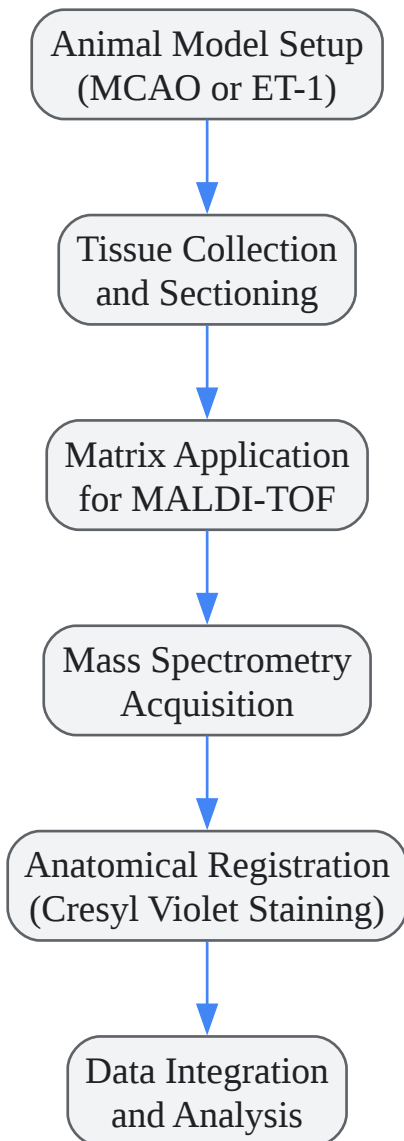 Animal Model Setup
(MCAO or ET-1)
Tissue Collection
and Sectioning
Matrix Application
for MALDI-TOF
Mass Spectrometry
Acquisition
Anatomical Registration
(Cresyl Violet Staining)
Data Integration
and Analysis